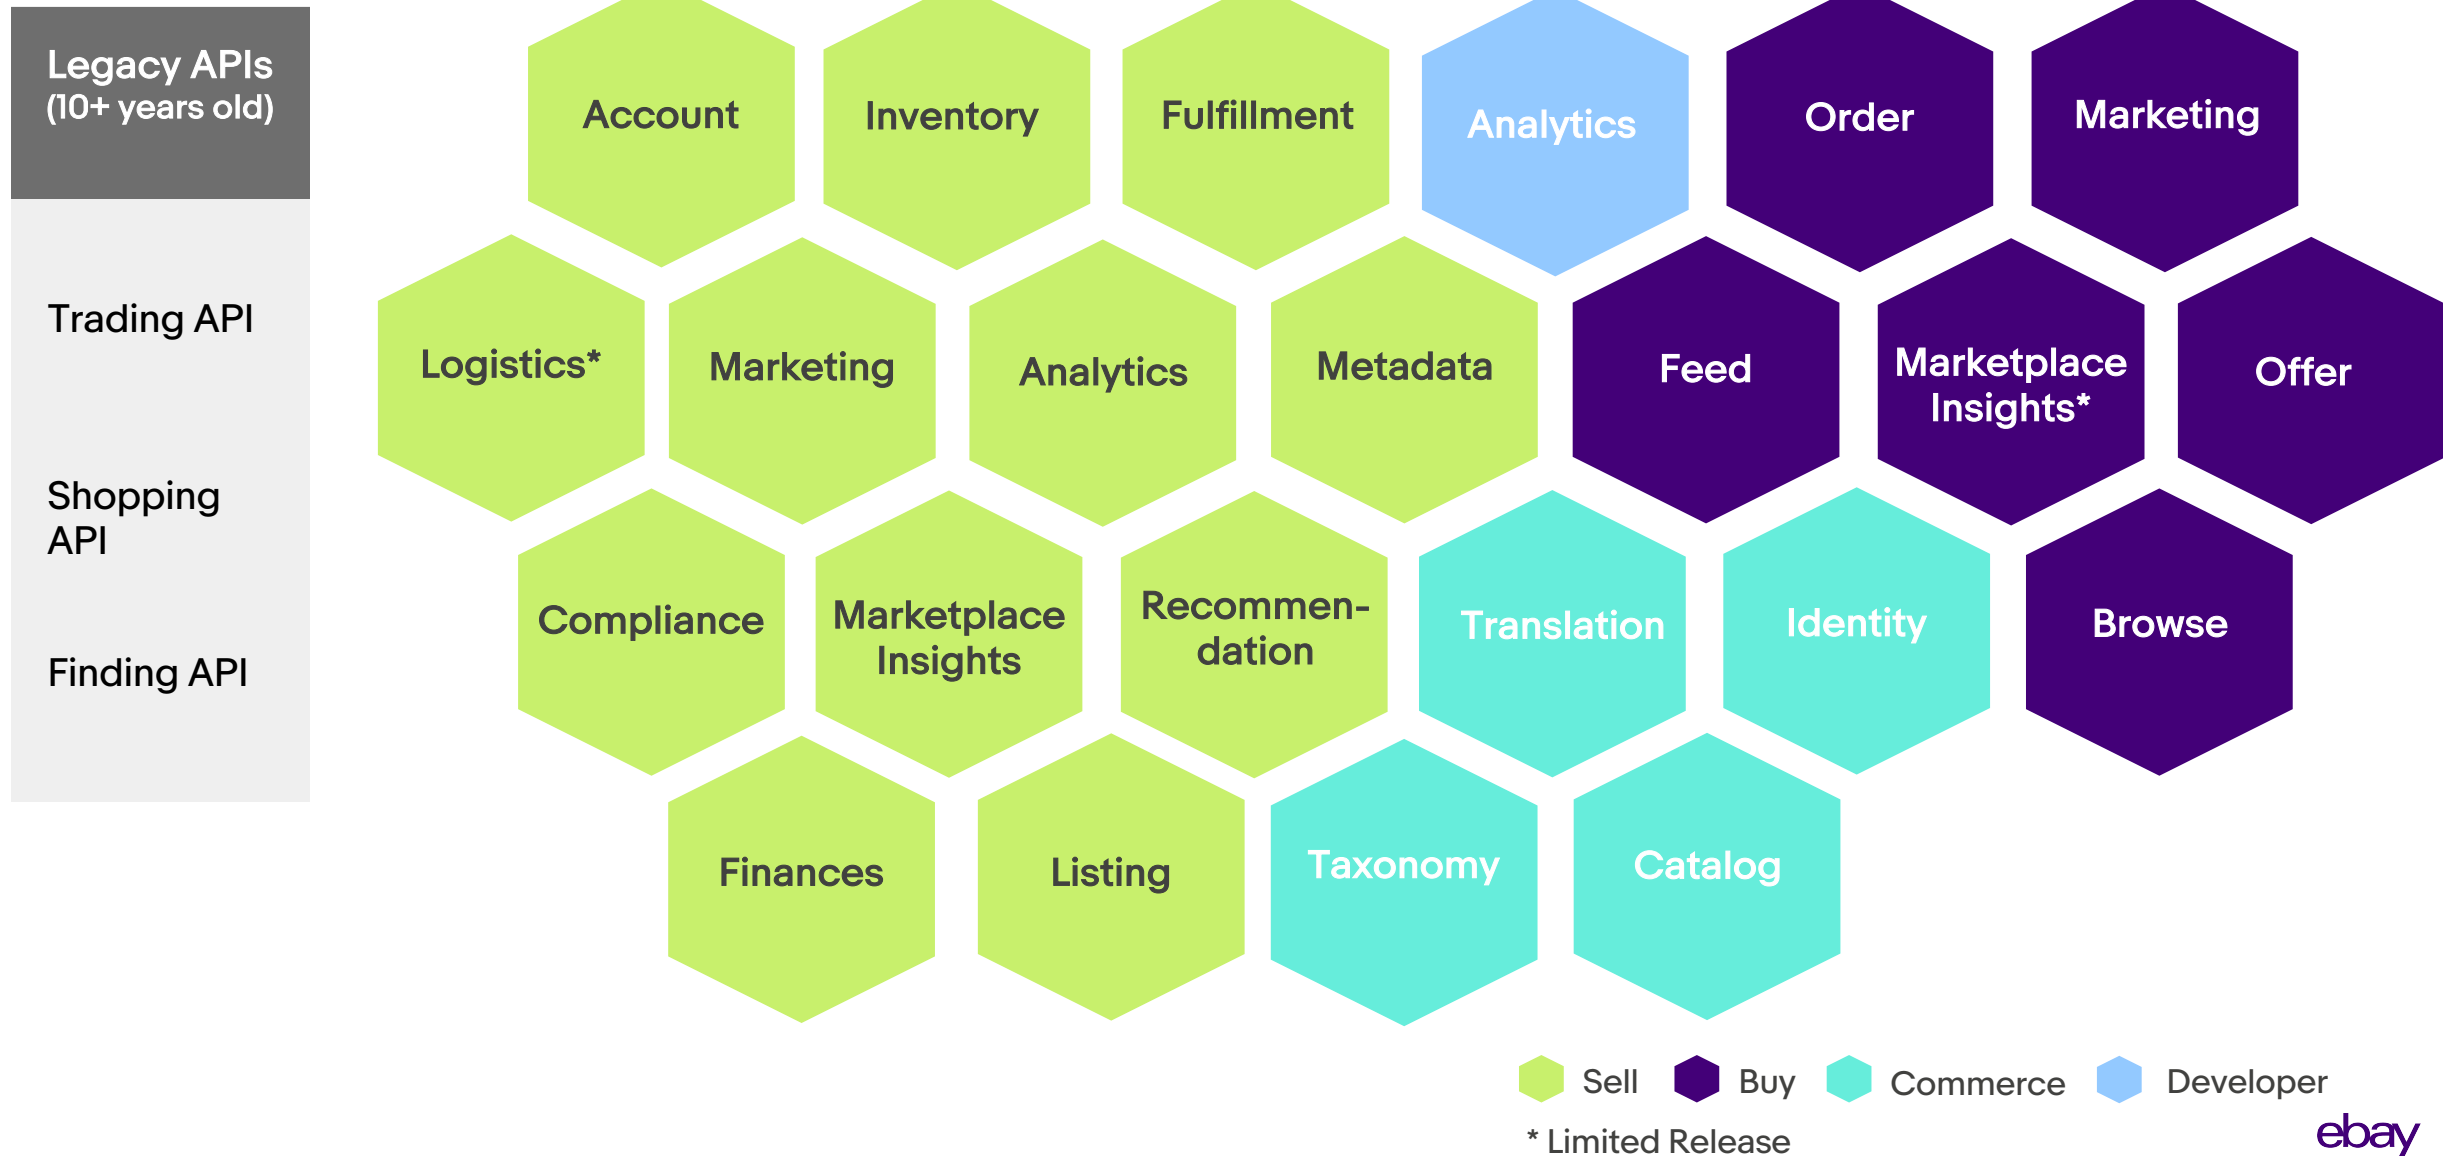 Legacy APIs
(10+ years old)
Trading API
Shopping
API
Finding API
Account
Inventory
Fulfillment
Analytics
Order
Marketing
Logistics*
Marketing
Analytics
Metadata
Feed
Marketplace
Insights*
Offer
Compliance
Marketplace
Insights
Recommen-
dation
Translation
Identity
Browse
Finances
Listing
Taxonomy
Catalog
Sell
Buy
Commerce
Developer
* Limited Release
ebay